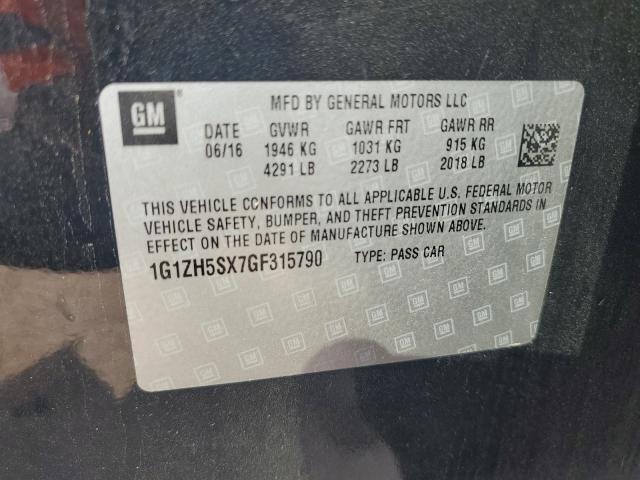 GM
MFD BY GENERAL MOTORS LLC
DATE GVWR GAWR FRT GAWR RR
06/16 1946 KG 1031 KG 915 KG
4291 LB 2273 LB 2018 LB
THIS VEHICLE CCNFORMS TO ALL APPLICABLE U.S. FEDERAL MOTOR
VEHICLE SAFETY, BUMPER, AND THEFT PREVENTION STANDARDS IN
EFFECT ON THE DATE OF MANUFACTURE SHOWN ABOVE.
1G1ZH5SX7GF315790 TYPE: PASS CAR